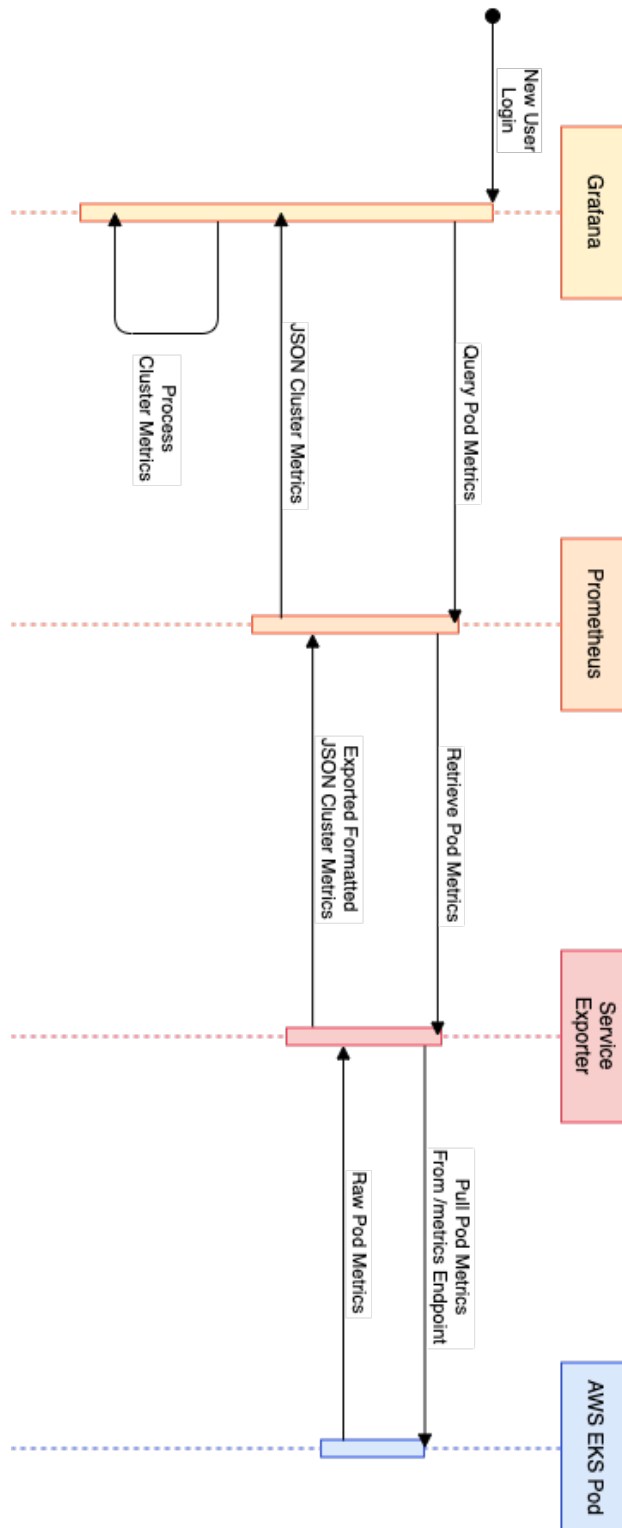 Grafana
Prometheus
Service
Exporter
AWS EKS Pod
New User
Login
Query Pod Metrics
Retrieve Pod Metrics
Pull Pod Metrics
From /metrics Endpoint
Raw Pod Metrics
Exported Formatted
JSON Cluster Metrics
JSON Cluster Metrics
Process
Cluster Metrics